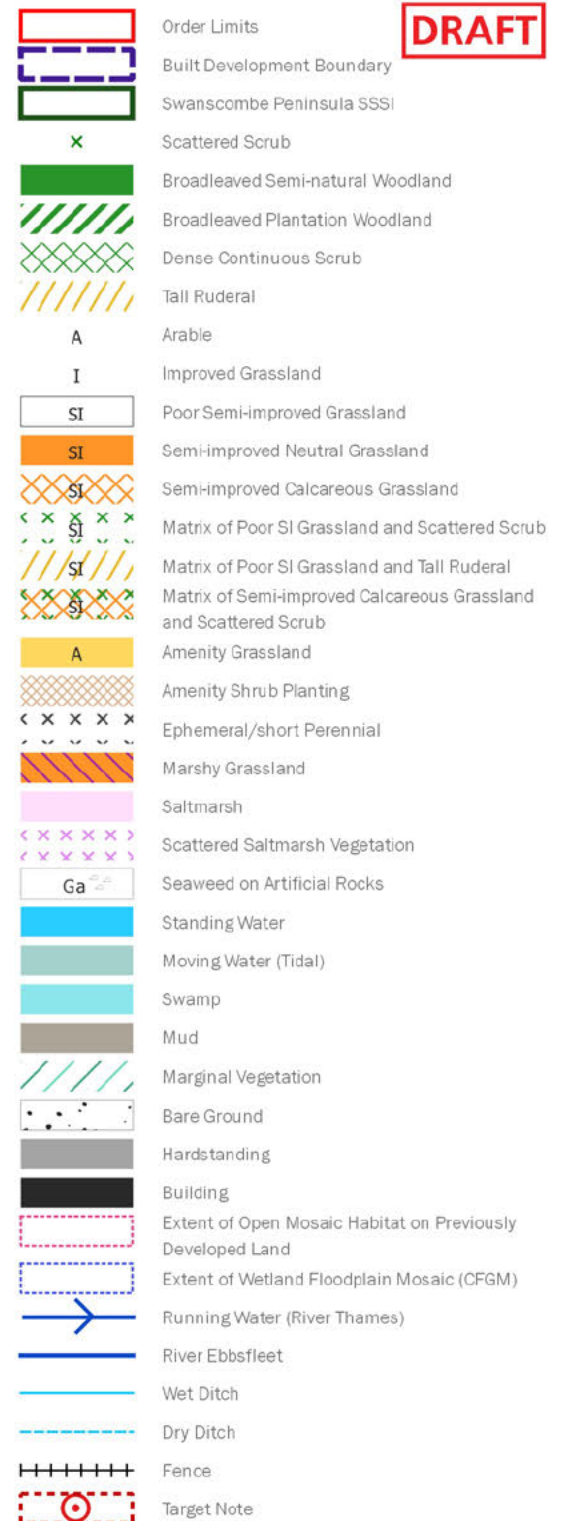 DRAFT
Order Limits
Built Development Boundary
Swanscombe Peninsula SSSI
Scattered Scrub
Broadleaved Semi-natural Woodland
Broadleaved Plantation Woodland
Dense Continuous Scrub
Tall Ruderal
A Arable
I Improved Grassland
SI Poor Semi-improved Grassland
SI Semi-improved Neutral Grassland
SI Semi-improved Calcareous Grassland
SI Matrix of Poor SI Grassland and Scattered Scrub
SI Matrix of Poor SI Grassland and Tall Ruderal
SI Matrix of Semi-improved Calcareous Grassland
and Scattered Scrub
A Amenity Grassland
Amenity Shrub Planting
Ephemeral/short Perennial
Marshy Grassland
Saltmarsh
Scattered Saltmarsh Vegetation
Ga Seaweed on Artificial Rocks
Standing Water
Moving Water (Tidal)
Swamp
Mud
Marginal Vegetation
Bare Ground
Hardstanding
Building
Extent of Open Mosaic Habitat on Previously
Developed Land
Extent of Wetland Floodplain Mosaic (CFGM)
Running Water (River Thames)
River Ebbsfleet
Wet Ditch
Dry Ditch
Fence
Target Note